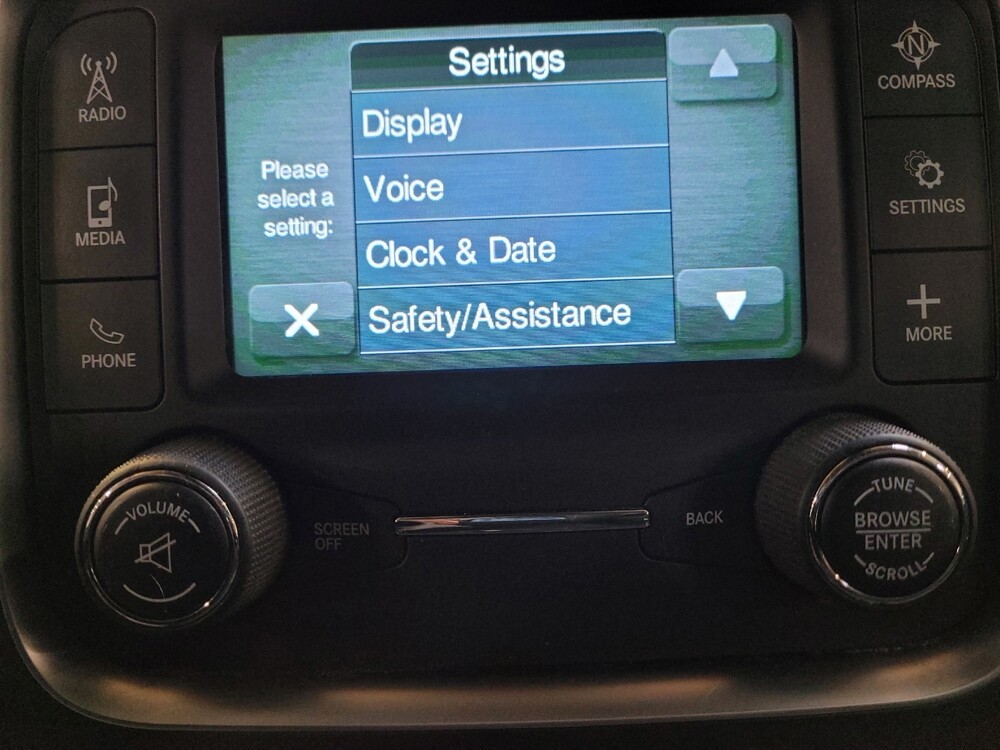 RADIO
MEDIA
PHONE
Settings
Please
select a
setting:
Display
Voice
Clock & Date
Safety/Assistance
N
COMPASS
SETTINGS
MORE
VOLUME
SCREEN
OFF
BACK
TUNE
BROWSE
ENTER
SCROLL